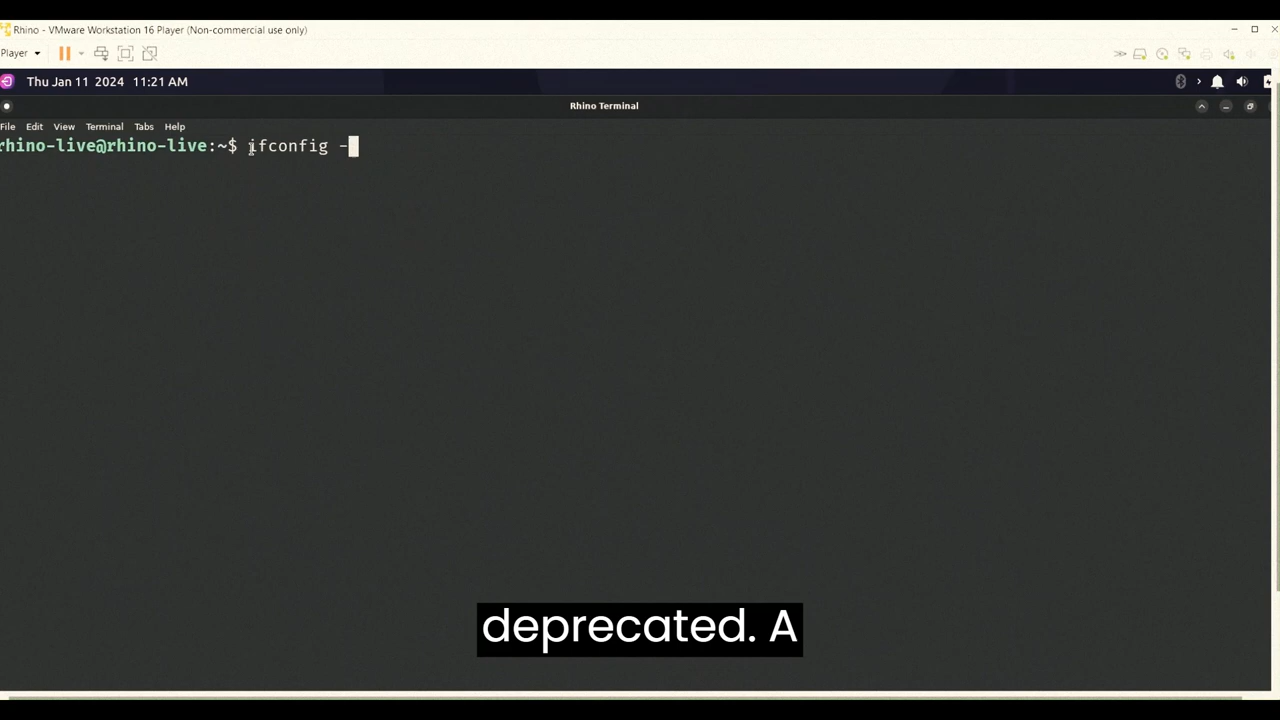 Rhino - VMware Workstation 16 Player (Non-commercial use only)
Player
Thu Jan 11 2024 11:21 AM
Rhino Terminal
File Edit View Terminal Tabs Help
rhino-live@rhino-live:~$ ifconfig -
deprecated. A